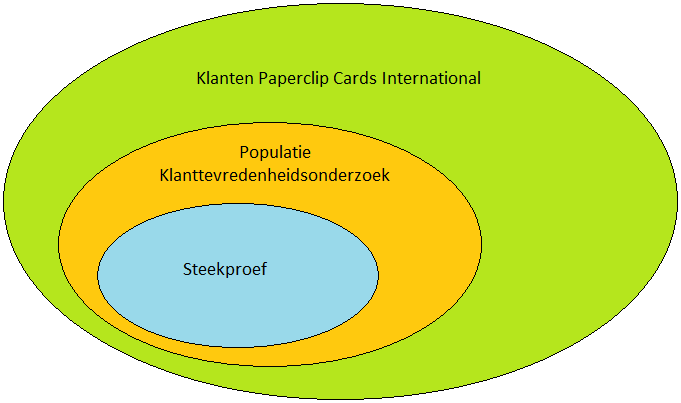 Klanten Paperclip Cards International
Populatie
Klanttevredenheidsonderzoek
Steekproef